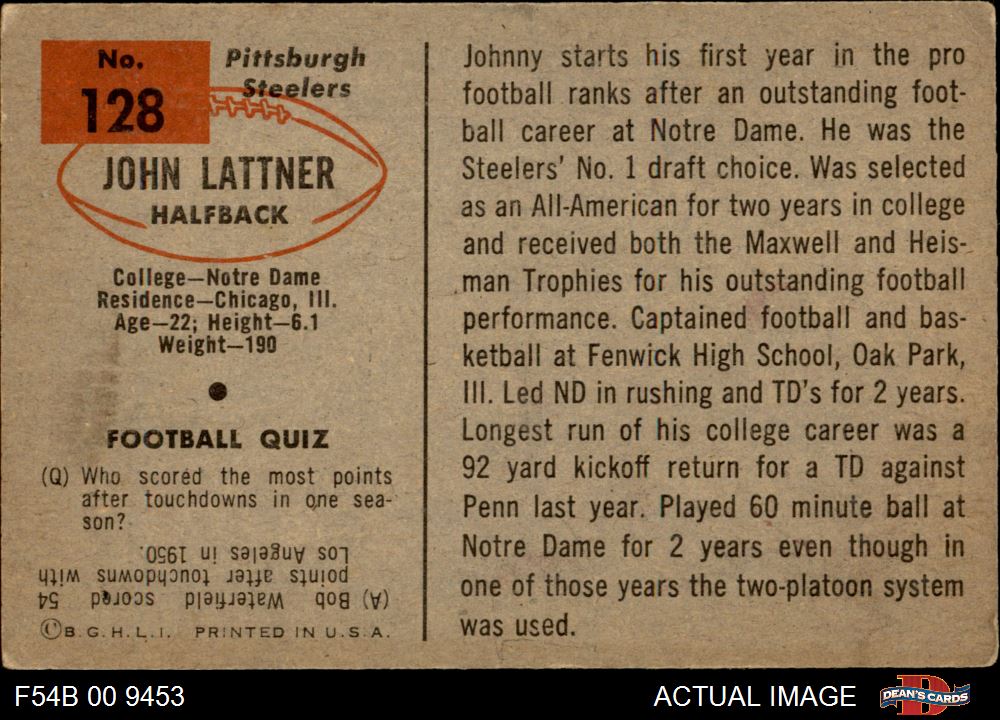 No.
128
Pittsburgh
Steelers
JOHN LATTNER
HALFBACK
College—Notre Dame
Residence—Chicago, Ill.
Age—22; Height—6.1
Weight—190
FOOTBALL QUIZ
(Q) Who scored the most points
after touchdowns in one sea-
son?
(A) Bob Waterfield scored 54
points after touchdowns with
Los Angeles in 1950.
©B.G.H.L.I. PRINTED IN U.S.A.
Johnny starts his first year in the pro
football ranks after an outstanding foot-
ball career at Notre Dame. He was the
Steelers' No. 1 draft choice. Was selected
as an All-American for two years in college
and received both the Maxwell and Heis-
man Trophies for his outstanding football
performance. Captained football and bas-
ketball at Fenwick High School, Oak Park,
Ill. Led ND in rushing and TD's for 2 years.
Longest run of his college career was a
92 yard kickoff return for a TD against
Penn last year. Played 60 minute ball at
Notre Dame for 2 years even though in
one of those years the two-platoon system
was used.
F54B 00 9453
ACTUAL IMAGE
DEAN'S CARDS